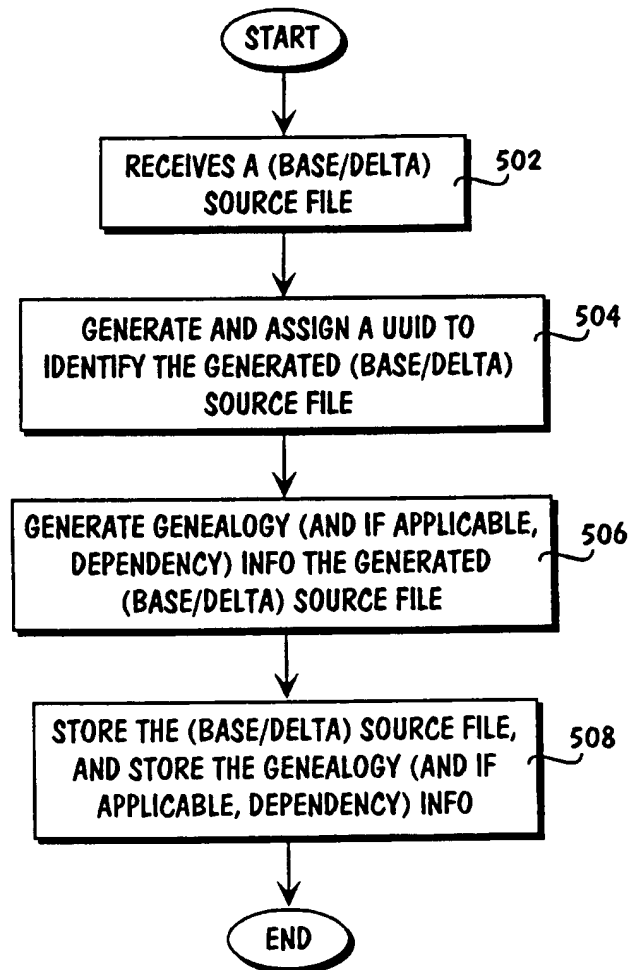 START
RECEIVES A (BASE/DELTA)
SOURCE FILE
502
GENERATE AND ASSIGN A UUID TO
IDENTIFY THE GENERATED (BASE/DELTA)
SOURCE FILE
504
GENERATE GENEALOGY (AND IF APPLICABLE,
DEPENDENCY) INFO THE GENERATED
(BASE/DELTA) SOURCE FILE
506
STORE THE (BASE/DELTA) SOURCE FILE,
AND STORE THE GENEALOGY (AND IF
APPLICABLE, DEPENDENCY) INFO
508
END